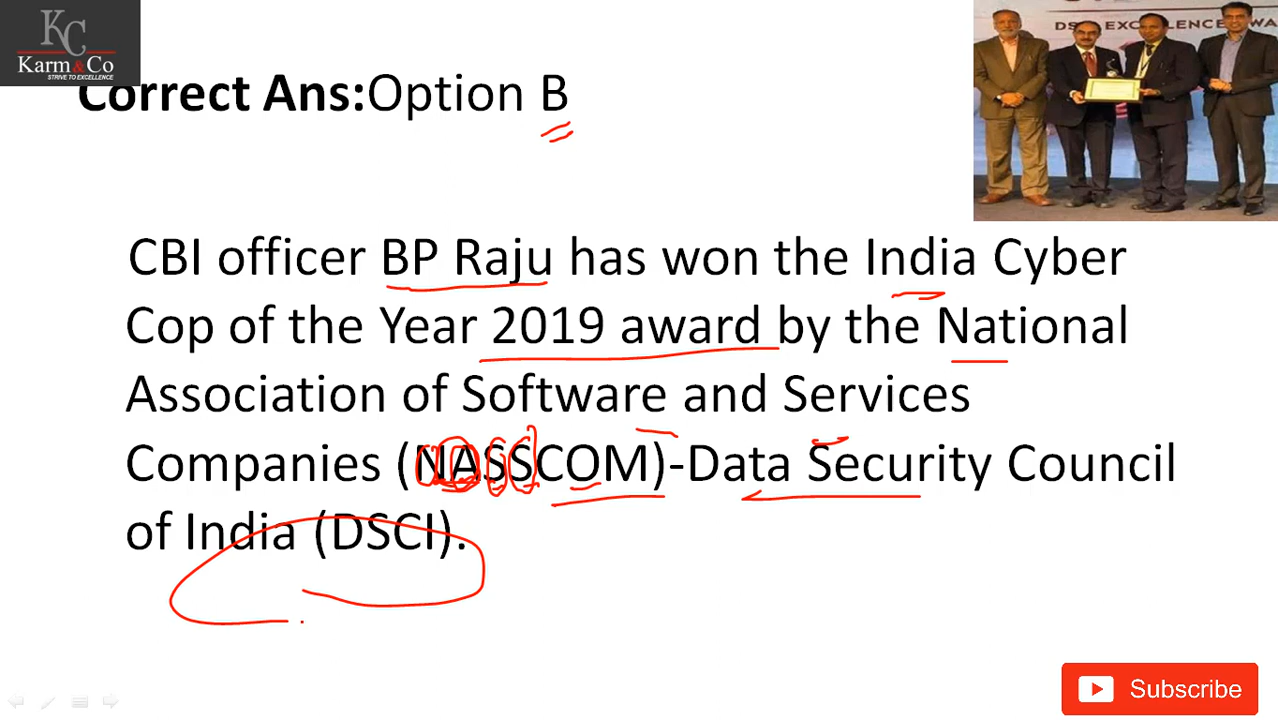 KC
Karm&Co
STRIVE TO EXCELLENCE
Correct Ans:Option B
CBI officer BP Raju has won the India Cyber
Cop of the Year 2019 award by the National
Association of Software and Services
Companies (NASSCOM)-Data Security Council
of India (DSCI).
Subscribe